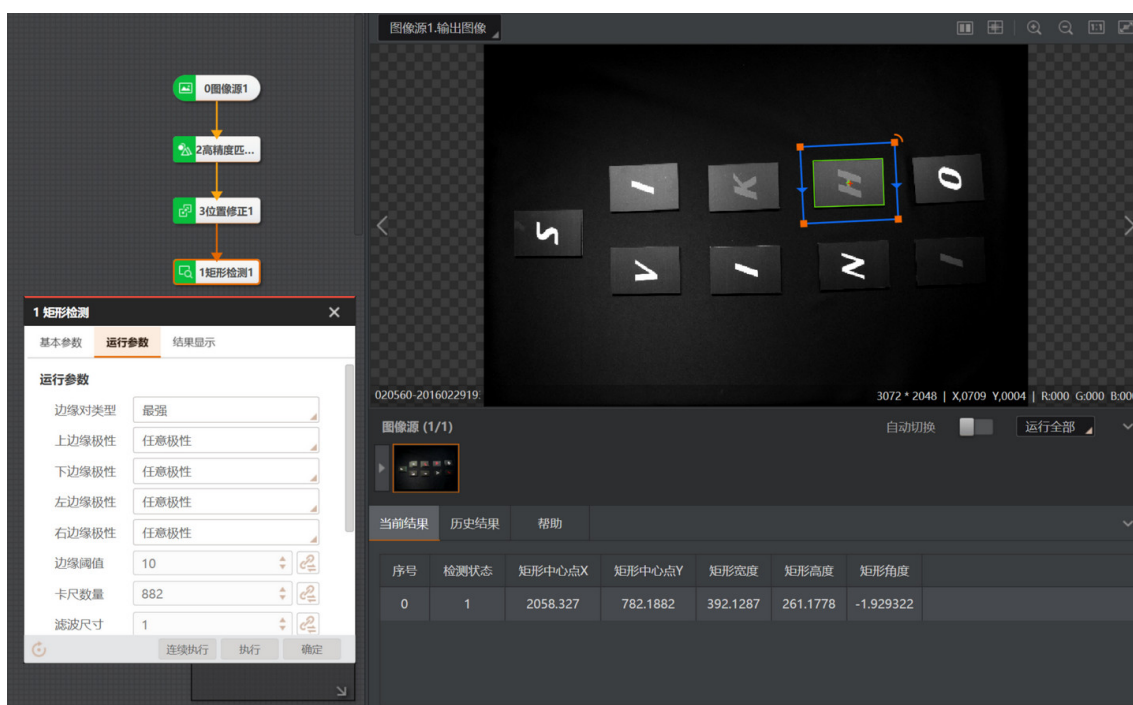 图像源1.输出图像
1:1
0图像源1
2高精度匹...
3位置修正1
1矩形检测1
I K H O
S
V I N I
020560-2016022919:
3072 * 2048 | X,0709 Y,0004 | R:000 G:000 B:00
1 矩形检测
基本参数 运行参数 结果显示
运行参数
边缘对类型 最强
上边缘极性 任意极性
下边缘极性 任意极性
左边缘极性 任意极性
右边缘极性 任意极性
边缘阈值 10
卡尺数量 882
滤波尺寸 1
连续执行 执行 确定
图像源 (1/1) 自动切换 运行全部
当前结果 历史结果 帮助
序号 检测状态 矩形中心点X 矩形中心点Y 矩形宽度 矩形高度 矩形角度
0 1 2058.327 782.1882 392.1287 261.1778 -1.929322